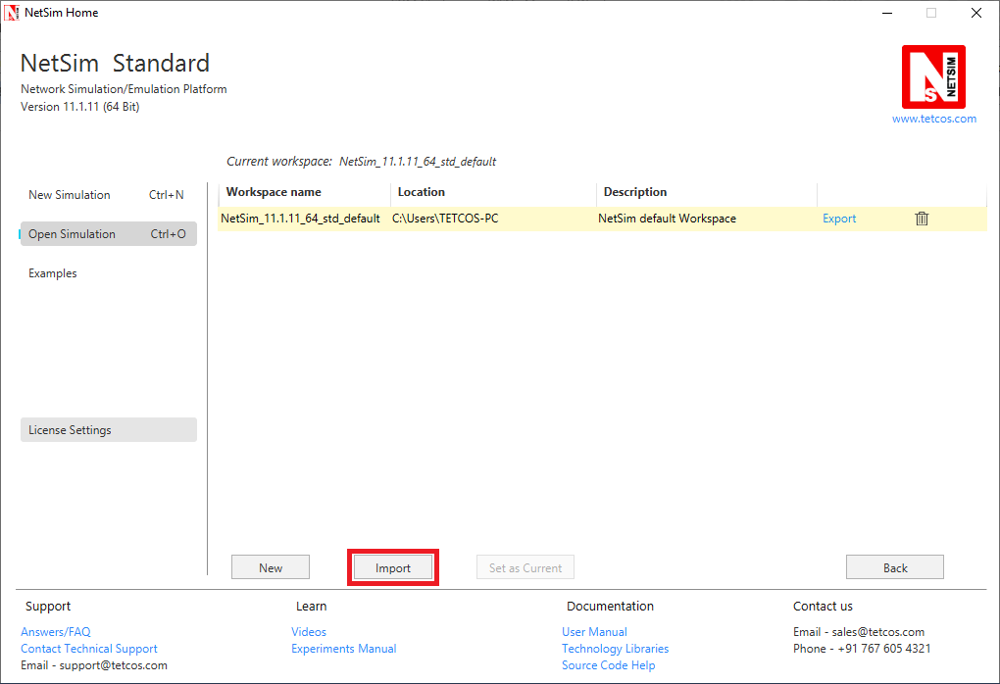 NetSim Home
NetSim Standard
Network Simulation/Emulation Platform
Version 11.1.11 (64 Bit)
NS NETSIM
www.tetcos.com
Current workspace: NetSim_11.1.11_64_std_default
New Simulation Ctrl+N
Open Simulation Ctrl+O
Examples
License Settings
Workspace name Location Description
NetSim_11.1.11_64_std_default C:\Users\TETCOS-PC NetSim default Workspace Export
New Import Set as Current Back
Support Learn Documentation Contact us
Answers/FAQ Videos User Manual Email - sales@tetcos.com
Contact Technical Support Experiments Manual Technology Libraries Phone - +91 767 605 4321
Email - support@tetcos.com Source Code Help